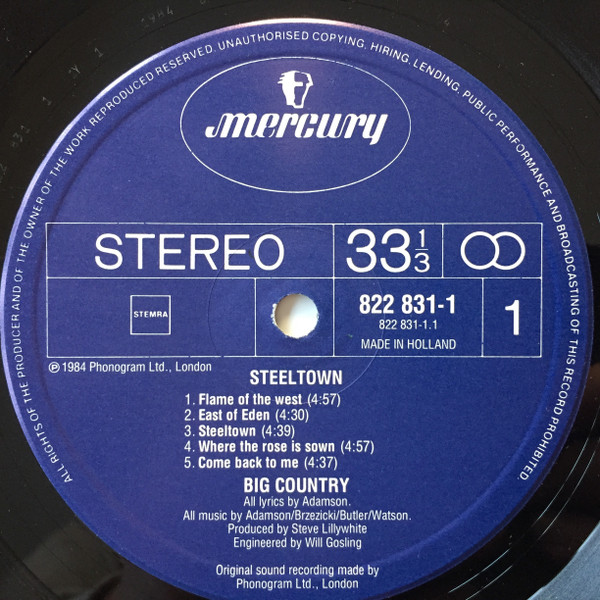 ALL RIGHTS OF THE PRODUCER AND OF THE OWNER OF THE WORK REPRODUCED RESERVED. UNAUTHORISED COPYING, HIRING, LENDING, PUBLIC PERFORMANCE AND BROADCASTING OF THIS RECORD PROHIBITED.
mercury
STEREO
33 1/3
STEMRA
822 831-1
822 831-1.1
MADE IN HOLLAND
1
℗ 1984 Phonogram Ltd., London
STEELTOWN
1. Flame of the west (4:57)
2. East of Eden (4:30)
3. Steeltown (4:39)
4. Where the rose is sown (4:57)
5. Come back to me (4:37)
BIG COUNTRY
All lyrics by Adamson.
All music by Adamson/Brzezicki/Butler/Watson.
Produced by Steve Lillywhite
Engineered by Will Gosling
Original sound recording made by
Phonogram Ltd., London